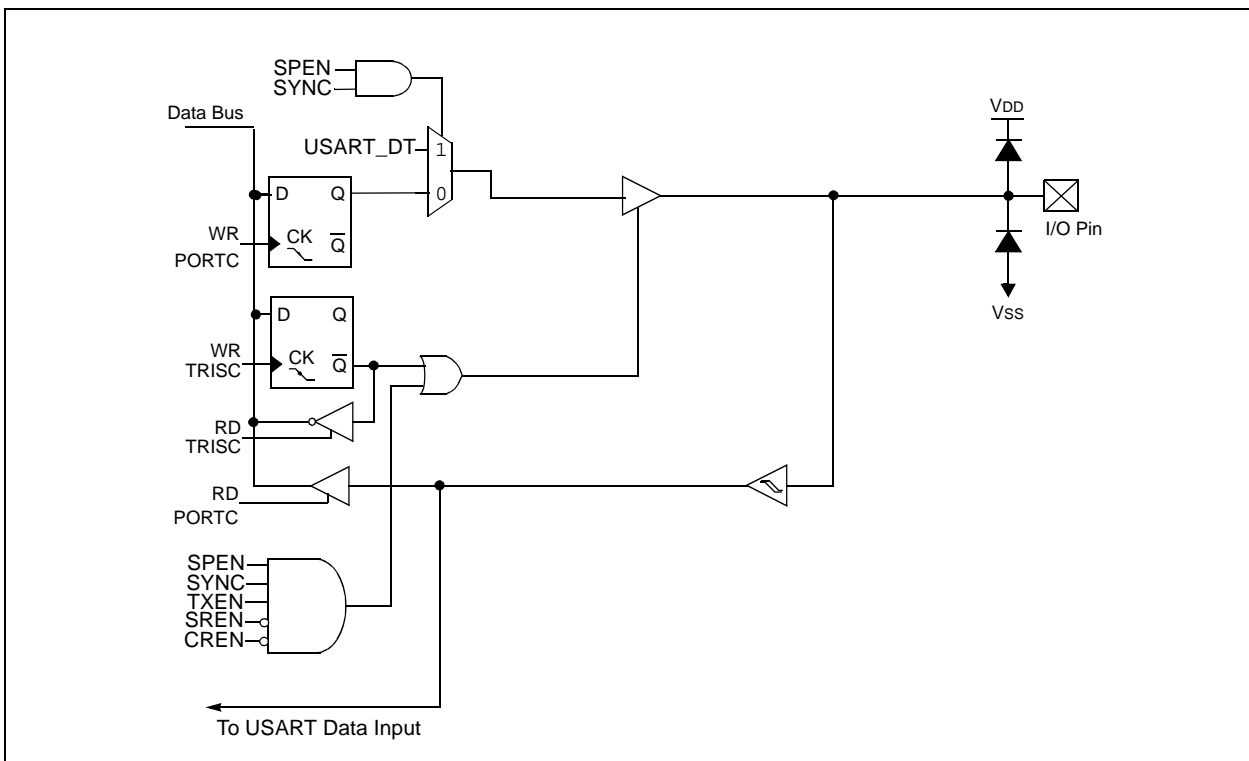 SPEN
SYNC
Data Bus
VDD
USART_DT
1
D
Q
0
I/O Pin
WR
PORTC
CK
Q
VSS
D
Q
WR
TRISC
CK
Q
RD
TRISC
RD
PORTC
SPEN
SYNC
TXEN
SREN
CREN
To USART Data Input